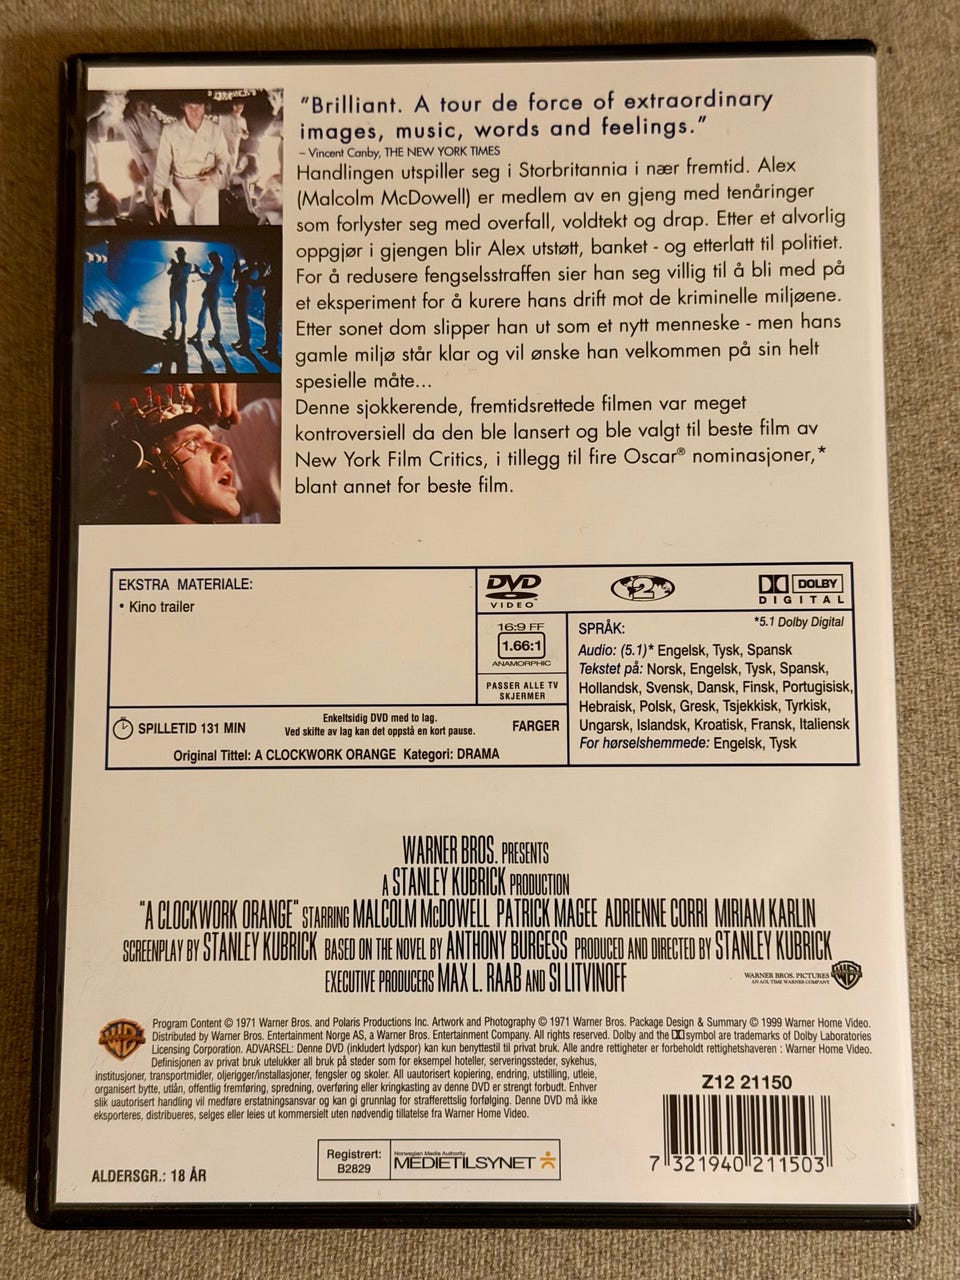 "Brilliant. A tour de force of extraordinary
images, music, words and feelings."
– Vincent Canby, THE NEW YORK TIMES
Handlingen utspiller seg i Storbritannia i nær fremtid. Alex
(Malcolm McDowell) er medlem av en gjeng med tenåringer
som forlyster seg med overfall, voldtekt og drap. Etter et alvorlig
oppgjør i gjengen blir Alex utstøtt, banket - og etterlatt til politiet.
For å redusere fengselsstraffen sier han seg villig til å bli med på
et eksperiment for å kurere hans drift mot de kriminelle miljøene.
Etter sonet dom slipper han ut som et nytt menneske - men hans
gamle miljø står klar og vil ønske han velkommen på sin helt
spesielle måte...
Denne sjokkerende, fremtidsrettede filmen var meget
kontroversiell da den ble lansert og ble valgt til beste film av
New York Film Critics, i tillegg til fire Oscar® nominasjoner,*
blant annet for beste film.
EKSTRA MATERIALE:
• Kino trailer
DVD
VIDEO™
2
DOLBY
DIGITAL
16:9 FF
1.66:1
ANAMORPHIC
PASSER ALLE TV
SKJERMER
*5.1 Dolby Digital
SPRÅK:
Audio: (5.1)* Engelsk, Tysk, Spansk
Tekstet på: Norsk, Engelsk, Tysk, Spansk,
Hollandsk, Svensk, Dansk, Finsk, Portugisisk,
Hebraisk, Polsk, Gresk, Tsjekkisk, Tyrkisk,
Ungarsk, Islandsk, Kroatisk, Fransk, Italiensk
For hørselshemmede: Engelsk, Tysk
SPILLETID 131 MIN
Enkeltsidig DVD med to lag.
Ved skifte av lag kan det oppstå en kort pause.
FARGER
Original Tittel: A CLOCKWORK ORANGE Kategori: DRAMA
WARNER BROS. PRESENTS
A STANLEY KUBRICK PRODUCTION
"A CLOCKWORK ORANGE" STARRING MALCOLM McDOWELL PATRICK MAGEE ADRIENNE CORRI MIRIAM KARLIN
SCREENPLAY BY STANLEY KUBRICK BASED ON THE NOVEL BY ANTHONY BURGESS PRODUCED AND DIRECTED BY STANLEY KUBRICK
EXECUTIVE PRODUCERS MAX L. RAAB AND SI LITVINOFF
WARNER BROS. PICTURES
AN AOL TIME WARNER COMPANY
Program Content © 1971 Warner Bros. and Polaris Productions Inc. Artwork and Photography © 1971 Warner Bros. Package Design & Summary © 1999 Warner Home Video.
Distributed by Warner Bros. Entertainment Norge AS, a Warner Bros. Entertainment Company. All rights reserved. Dolby and the DD symbol are trademarks of Dolby Laboratories
Licensing Corporation. ADVARSEL: Denne DVD (inkludert lydspor) kan kun benyttestil til privat bruk. Alle andre rettigheter er forbeholdt rettighetshaveren : Warner Home Video.
Definisjonen av privat bruk utelukker all bruk på steder som for eksempel hoteller, serveringssteder, sykehus,
institusjoner, transportmidler, oljerigger/installasjoner, fengsler og skoler. All uautorisert kopiering, endring, utstilling, utleie,
organisert bytte, utlån, offentlig fremføring, spredning, overføring eller kringkasting av denne DVD er strengt forbudt. Enhver
slik uautorisert handling vil medføre erstatningsansvar og kan gi grunnlag for strafferettslig forfølgning. Denne DVD må ikke
eksporteres, distribueres, selges eller leies ut kommersielt uten nødvendig tillatelse fra Warner Home Video.
Z12 21150
7 321940 211503
ALDERSGR.: 18 ÅR
Registrert:
B2829
Norwegian Media Authority
MEDIETILSYNET